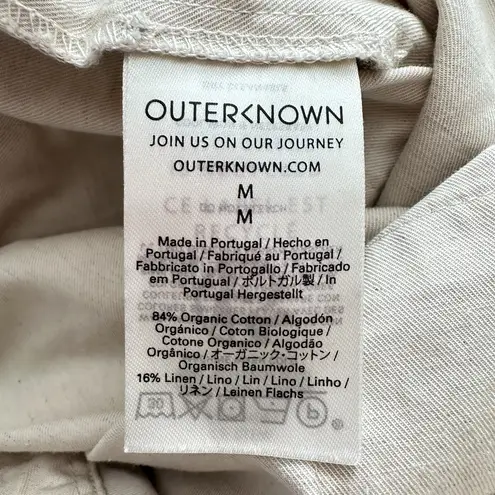 OUTERKNOWN
JOIN US ON OUR JOURNEY
OUTERKNOWN.COM
M
M
Made in Portugal / Hecho en
Portugal / Fabriqué au Portugal /
Fabbricato in Portogallo / Fabricado
em Portugual / ポルトガル製 / In
Portugal Hergestellt
84% Organic Cotton / Algodón
Orgánico / Coton Biologique /
Cotone Organico / Algodão
Orgânico / オーガニック・コットン /
Organisch Baumwole
16% Linen / Lino / Lin / Lino / Linho /
リネン / Leinen Flachs